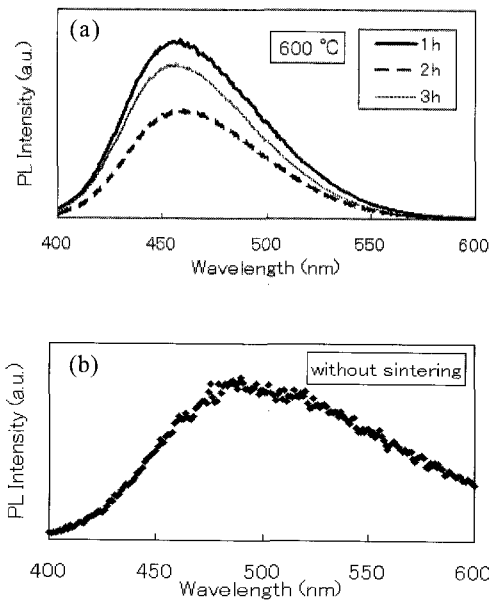 (a)
600 ℃
1h
2h
3h
PL Intensity (a.u.)
400 450 500 550 600
Wavelength (nm)
(b)
without sintering
PL Intensity (a.u.)
400 450 500 550 600
Wavelength (nm)